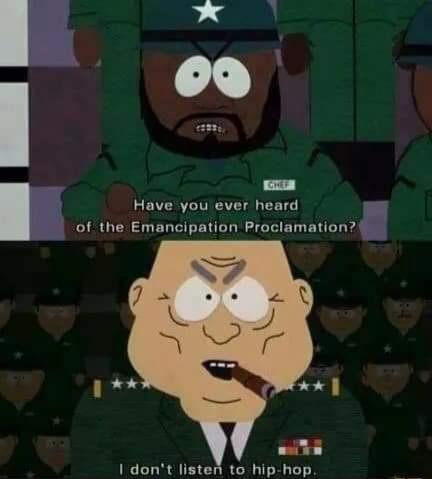 CHEF
Have you ever heard
of the Emancipation Proclamation?
I don't listen to hip-hop.